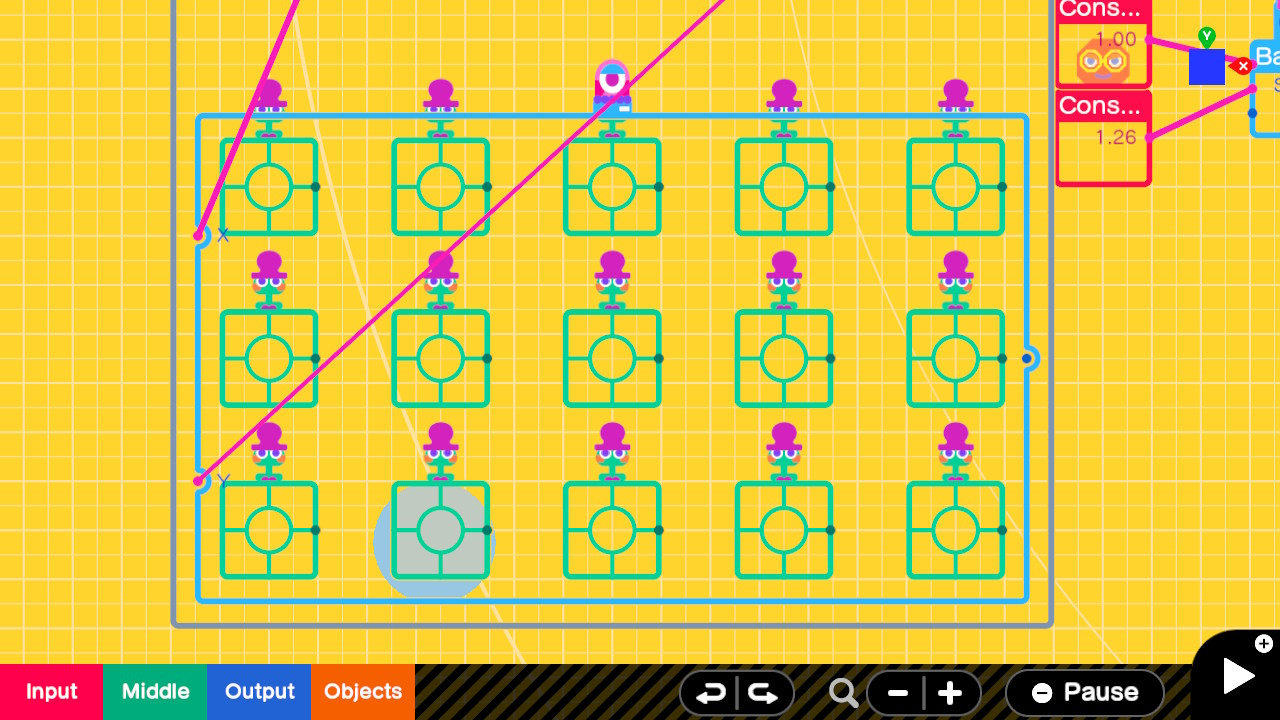 Cons...
1.00
Y
Ba
S
Cons...
1.26
X
Y
Input
Middle
Output
Objects
Pause